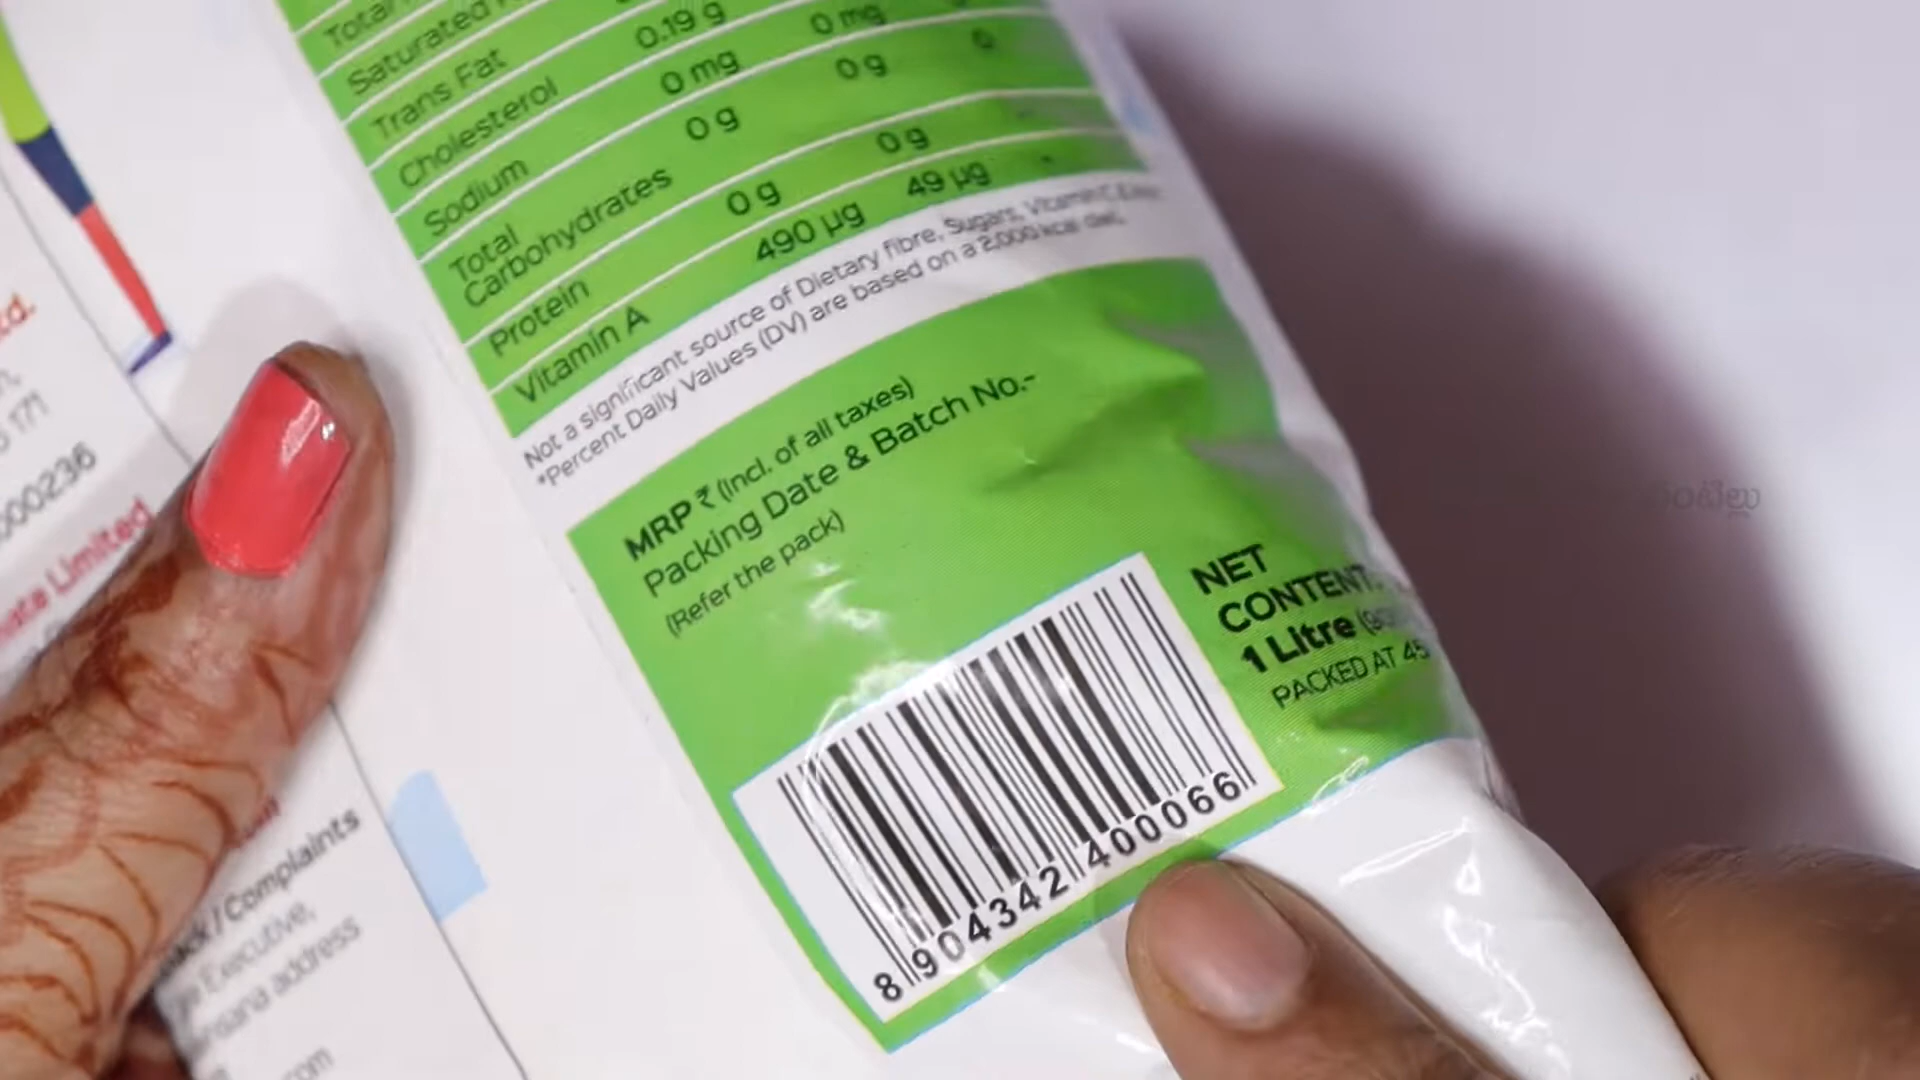 Trans Fat 0.19 g 0 mg
Cholesterol 0 mg 0 g
Sodium 0 g
Total
Carbohydrates 0 g
Protein 0 g 49 µg
Vitamin A 490 µg
Not a significant source of Dietary fibre, Sugars, Vitamin C
*Percent Daily Values (DV) are based on a 2,000 kcal diet.
MRP ₹ (Incl. of all taxes)
Packing Date & Batch No.-
(Refer the pack)
NET
CONTENT
1 Litre
PACKED AT 45
8 904342 400066
000236
Limited
/Complaints
Executive,
address